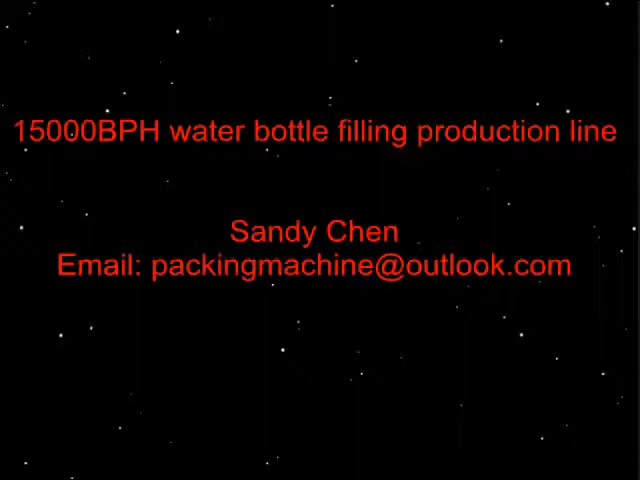 15000BPH water bottle filling production line
Sandy Chen
Email: packingmachine@outlook.com